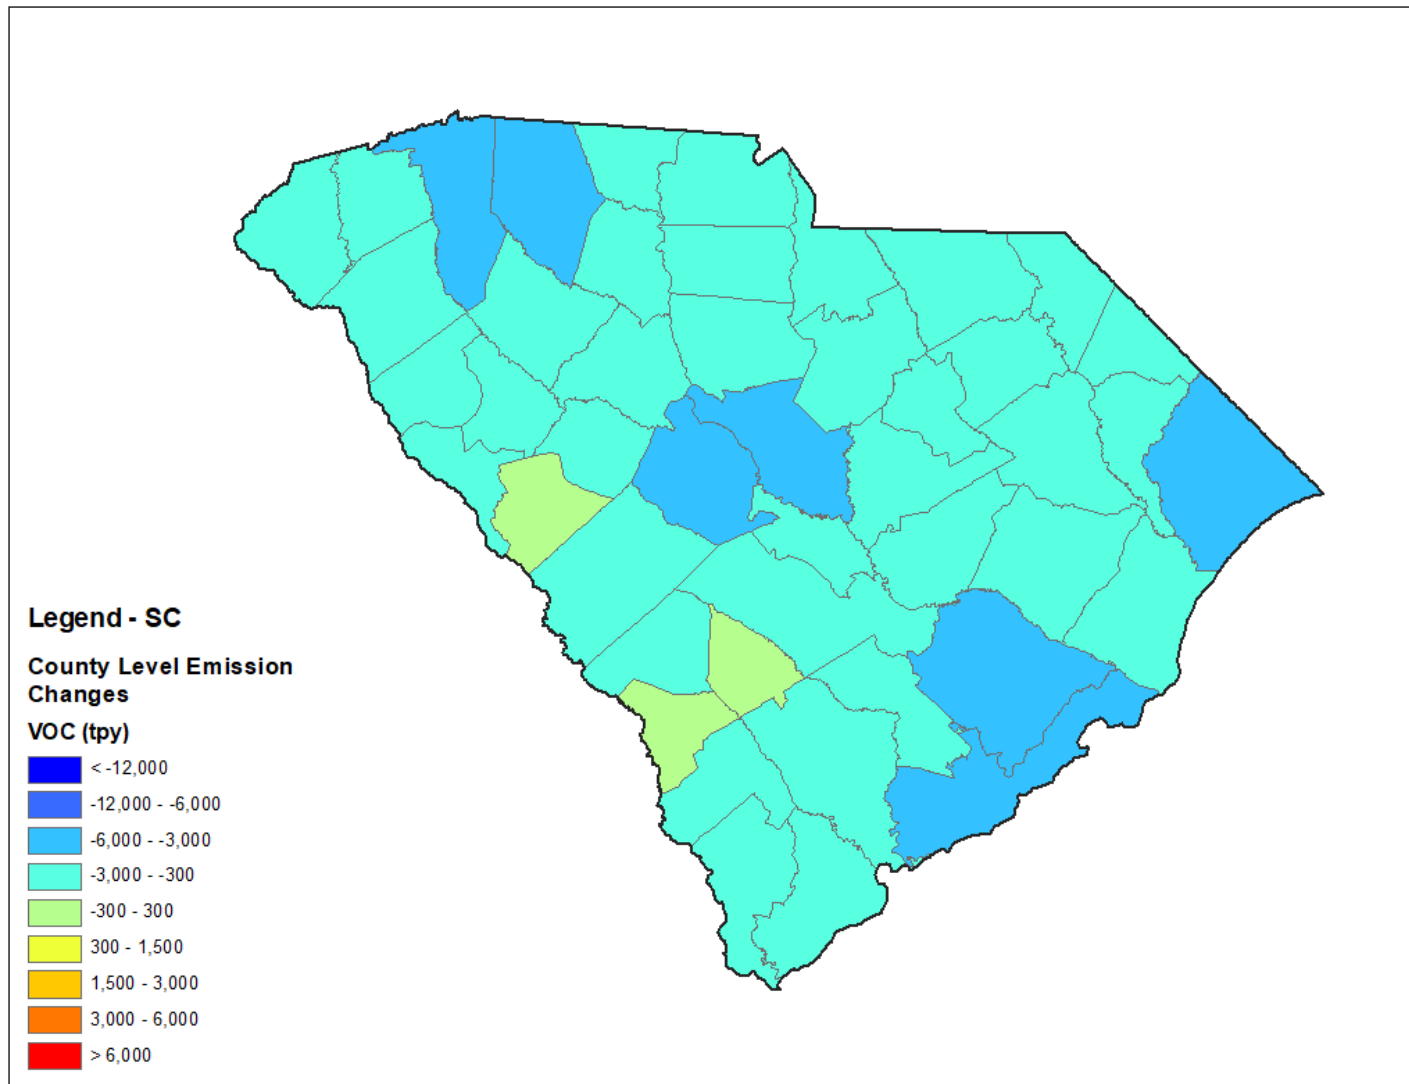 Legend - SC
County Level Emission
Changes
VOC (tpy)
< -12,000
-12,000 - -6,000
-6,000 - -3,000
-3,000 - -300
-300 - 300
300 - 1,500
1,500 - 3,000
3,000 - 6,000
> 6,000